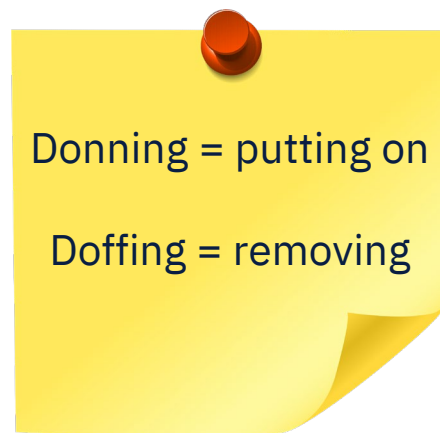 Donning = putting on
Doffing = removing